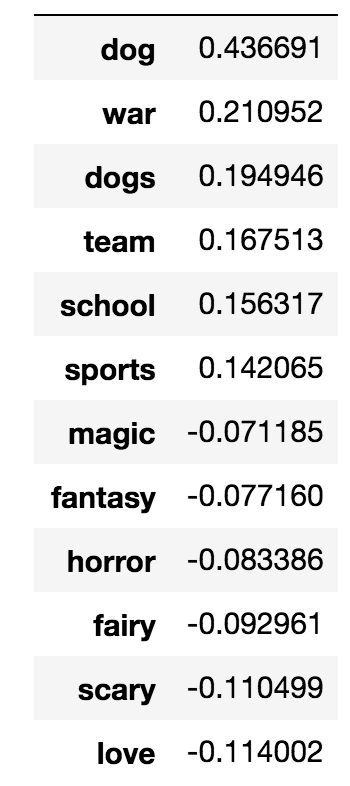 dog 0.436691
war 0.210952
dogs 0.194946
team 0.167513
school 0.156317
sports 0.142065
magic -0.071185
fantasy -0.077160
horror -0.083386
fairy -0.092961
scary -0.110499
love -0.114002